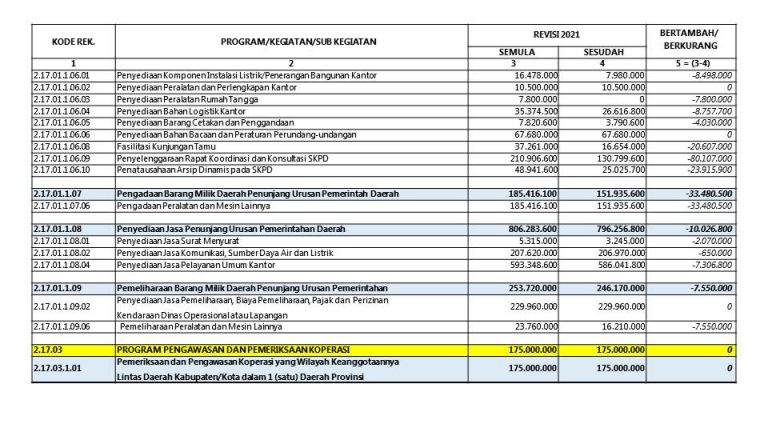 KODE REK. PROGRAM/KEGIATAN/SUB KEGIATAN REVISI 2021 BERTAMBAH/
BERKURANG
SEMULA SESUDAH
1 2 3 4 5 = (3-4)
2.17.01.1.06.01 Penyediaan Komponen Instalasi Listrik/Penerangan Bangunan Kantor 16.478.000 7.980.000 -8.498.000
2.17.01.1.06.02 Penyediaan Peralatan dan Perlengkapan Kantor 10.500.000 10.500.000 0
2.17.01.1.06.03 Penyediaan Peralatan Rumah Tangga 7.800.000 0 -7.800.000
2.17.01.1.06.04 Penyediaan Bahan Logistik Kantor 35.374.500 26.616.800 -8.757.700
2.17.01.1.06.05 Penyediaan Barang Cetakan dan Penggandaan 7.820.600 3.790.600 -4.030.000
2.17.01.1.06.06 Penyediaan Bahan Bacaan dan Peraturan Perundang-undangan 67.680.000 67.680.000 0
2.17.01.1.06.08 Fasilitasi Kunjungan Tamu 37.261.000 16.654.000 -20.607.000
2.17.01.1.06.09 Penyelenggaraan Rapat Koordinasi dan Konsultasi SKPD 210.906.600 130.799.600 -80.107.000
2.17.01.1.06.10 Penatausahaan Arsip Dinamis pada SKPD 48.941.600 25.025.700 -23.915.900
2.17.01.1.07 Pengadaan Barang Milik Daerah Penunjang Urusan Pemerintah Daerah 185.416.100 151.935.600 -33.480.500
2.17.01.1.07.06 Pengadaan Peralatan dan Mesin Lainnya 185.416.100 151.935.600 -33.480.500
2.17.01.1.08 Penyediaan Jasa Penunjang Urusan Pemerintahan Daerah 806.283.600 796.256.800 -10.026.800
2.17.01.1.08.01 Penyediaan Jasa Surat Menyurat 5.315.000 3.245.000 -2.070.000
2.17.01.1.08.02 Penyediaan Jasa Komunikasi, Sumber Daya Air dan Listrik 207.620.000 206.970.000 -650.000
2.17.01.1.08.04 Penyediaan Jasa Pelayanan Umum Kantor 593.348.600 586.041.800 -7.306.800
2.17.01.1.09 Pemeliharaan Barang Milik Daerah Penunjang Urusan Pemerintahan 253.720.000 246.170.000 -7.550.000
2.17.01.1.09.02 Penyediaan Jasa Pemeliharaan, Biaya Pemeliharaan, Pajak dan Perizinan 229.960.000 229.960.000 0
Kendaraan Dinas Operasional atau Lapangan
2.17.01.1.09.06 Pemeliharaan Peralatan dan Mesin Lainnya 23.760.000 16.210.000 -7.550.000
2.17.03 PROGRAM PENGAWASAN DAN PEMERIKSAAN KOPERASI 175.000.000 175.000.000 0
2.17.03.1.01 Pemeriksaan dan Pengawasan Koperasi yang Wilayah Keanggotaannya 175.000.000 175.000.000 0
Lintas Daerah Kabupaten/Kota dalam 1 (satu) Daerah Provinsi